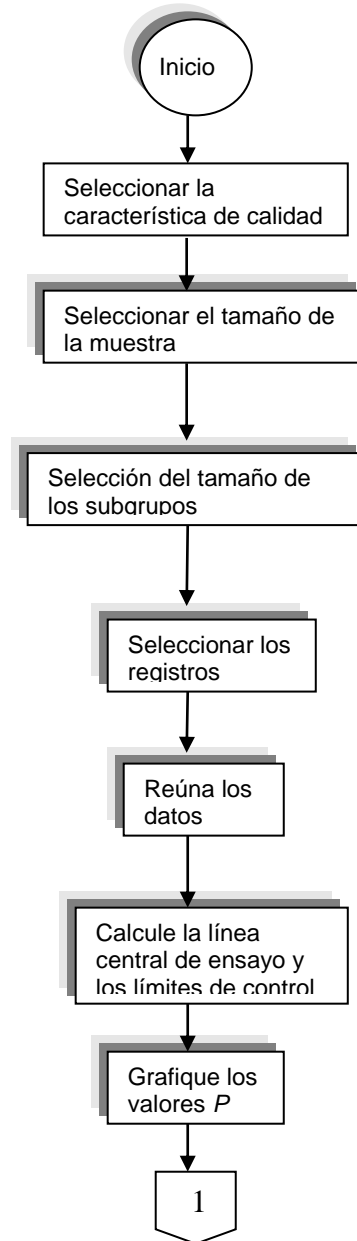 Inicio
Seleccionar la
característica de calidad
Seleccionar el tamaño de
la muestra
Selección del tamaño de
los subgrupos
Seleccionar los
registros
Reúna los
datos
Calcule la línea
central de ensayo y
los límites de control
Grafique los
valores P
1